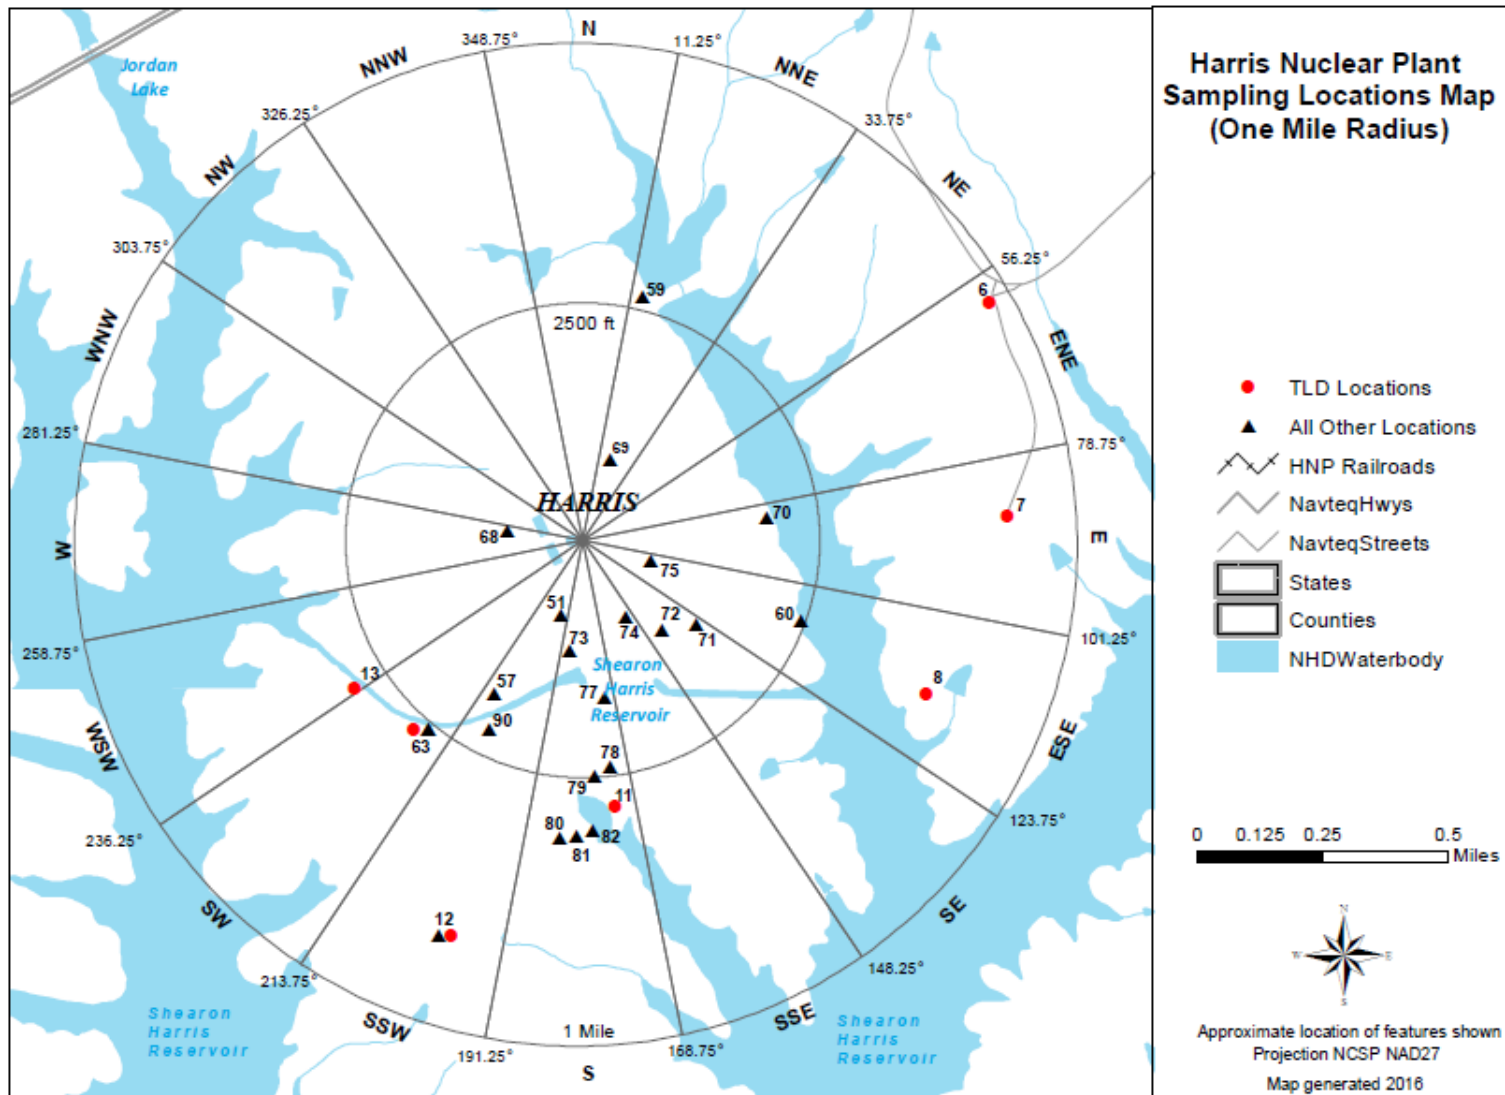 Harris Nuclear Plant
Sampling Locations Map
(One Mile Radius)
N
348.75°
11.25°
NNW
NNE
Jordan
Lake
326.25°
33.75°
NW
NE
303.75°
56.25°
6
59
2500 ft
WNW
ENE
281.25°
78.75°
69
HARRIS
70
7
68
W
E
75
51
72
60
74
71
73
258.75°
101.25°
Shearon
Harris
Reservoir
13
57
77
8
90
63
WSW
ESE
78
79
11
80
82
81
236.25°
123.75°
SW
SE
12
213.75°
148.25°
SSW
SSE
1 Mile
191.25°
168.75°
S
Shearon
Harris
Reservoir
Shearon
Harris
Reservoir
TLD Locations
All Other Locations
HNP Railroads
NavteqHwys
NavteqStreets
States
Counties
NHDWaterbody
0 0.125 0.25 0.5
Miles
N
W E
S
Approximate location of features shown
Projection NCSP NAD27
Map generated 2016